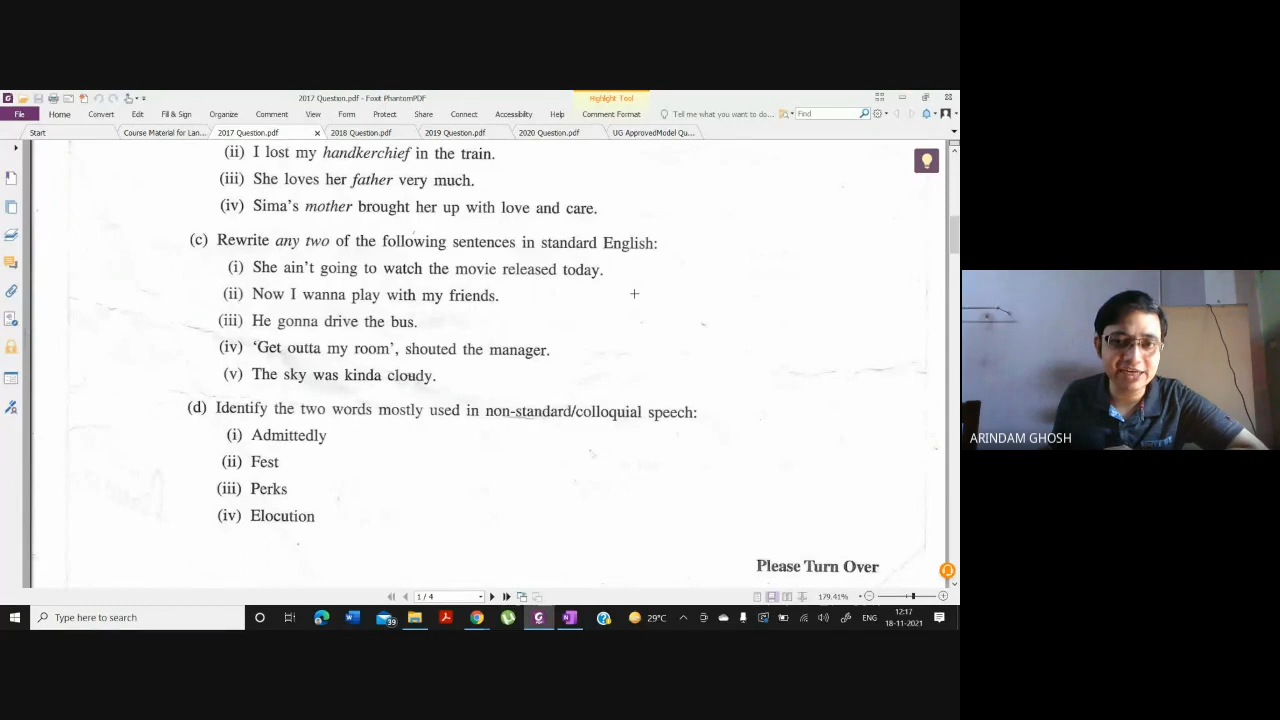 2017 Question.pdf - Foxit PhantomPDF
Highlight Tool
File Home Convert Edit Fill & Sign Organize Comment View Form Protect Share Connect Accessibility Help Comment Format Tell me what you want to do... Find
Start Course Material for Lan... 2017 Question.pdf 2018 Question.pdf 2019 Question.pdf 2020 Question.pdf UG ApprovedModel Qu...
(ii) I lost my handkerchief in the train.
(iii) She loves her father very much.
(iv) Sima's mother brought her up with love and care.
(c) Rewrite any two of the following sentences in standard English:
(i) She ain't going to watch the movie released today.
(ii) Now I wanna play with my friends.
(iii) He gonna drive the bus.
(iv) 'Get outta my room', shouted the manager.
(v) The sky was kinda cloudy.
(d) Identify the two words mostly used in non-standard/colloquial speech:
(i) Admittedly
(ii) Fest
(iii) Perks
(iv) Elocution
Please Turn Over
ARINDAM GHOSH
1 / 4
179.41%
Type here to search
39
29°C
ENG
12:17
18-11-2021